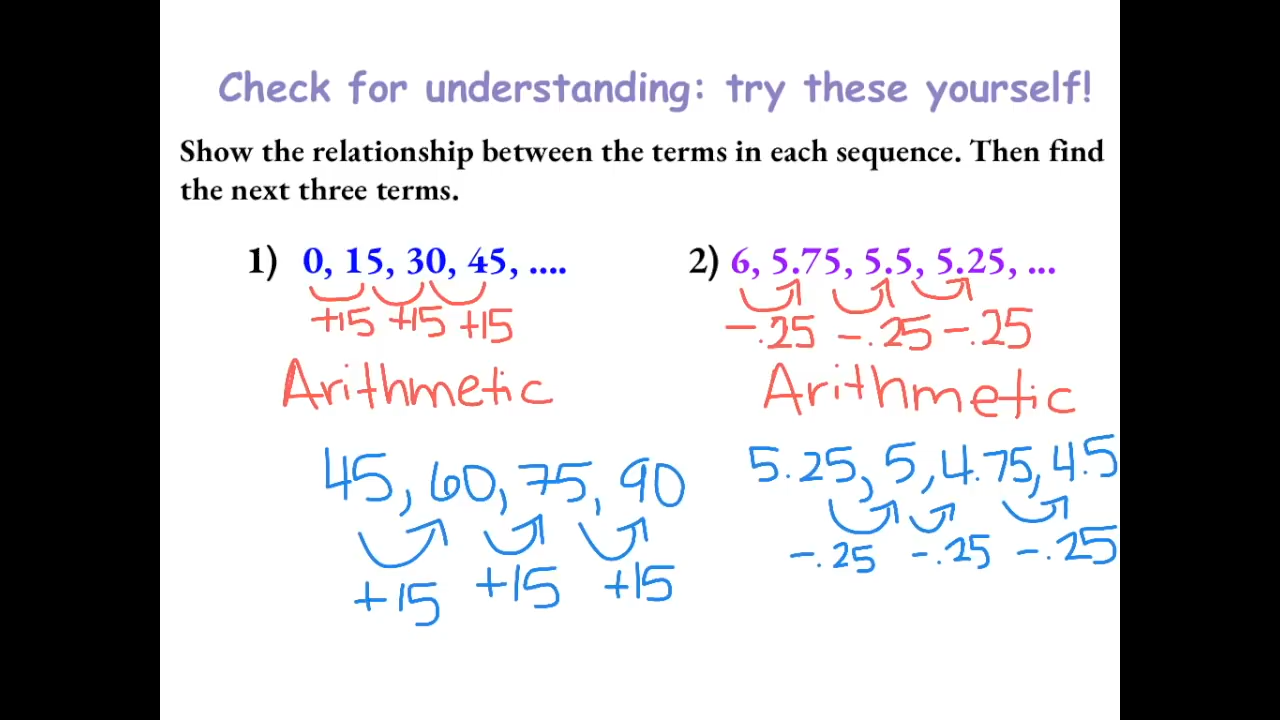 Check for understanding: try these yourself!
Show the relationship between the terms in each sequence. Then find
the next three terms.
1) 0, 15, 30, 45, ....
+15 +15 +15
Arithmetic
45, 60, 75, 90
+15 +15 +15
2) 6, 5.75, 5.5, 5.25, ...
-.25 -.25 -.25
Arithmetic
5.25, 5, 4.75, 4.5
-.25 -.25 -.25